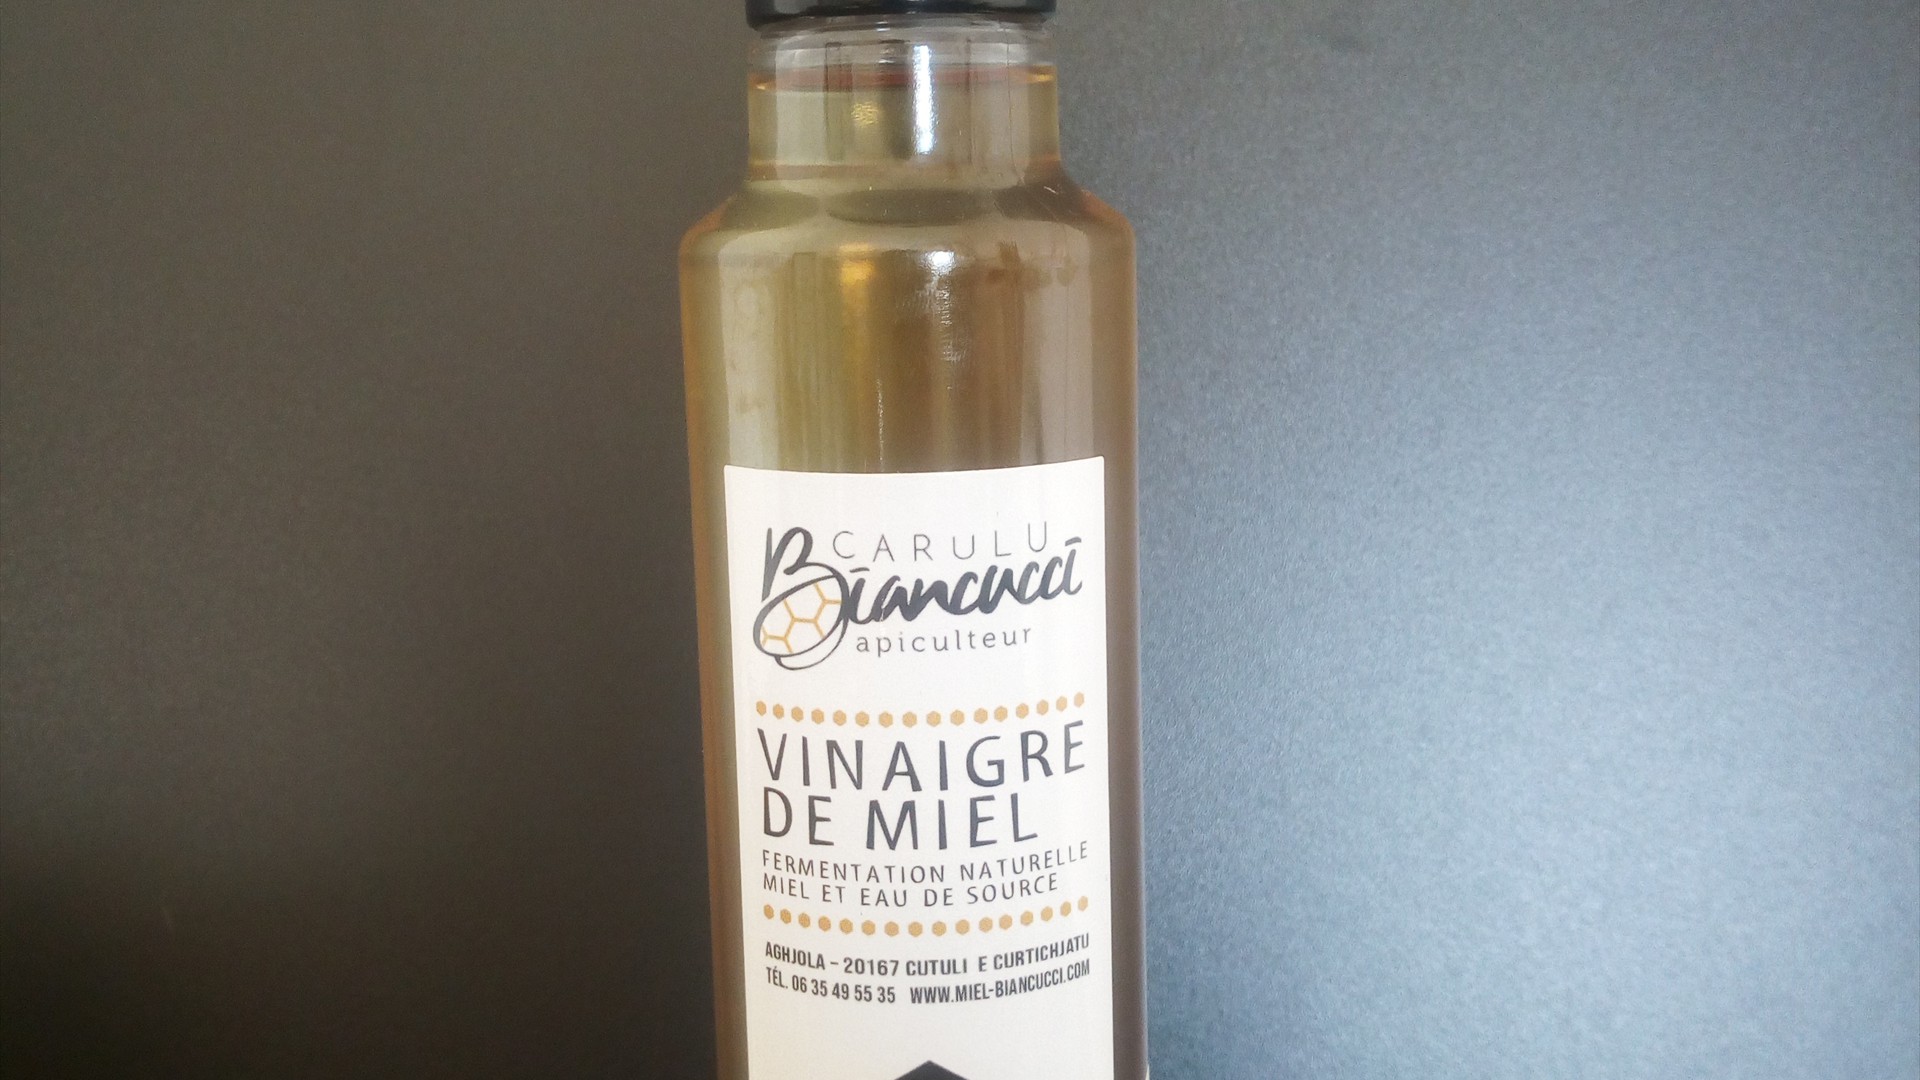 CARULU
Biancucci
apiculteur
VINAIGRE
DE MIEL
FERMENTATION NATURELLE
MIEL ET EAU DE SOURCE
AGHJOLA - 20167 CUTULI E CURTICHJATU
TÉL. 06 35 49 55 35 WWW.MIEL-BIANCUCCI.COM